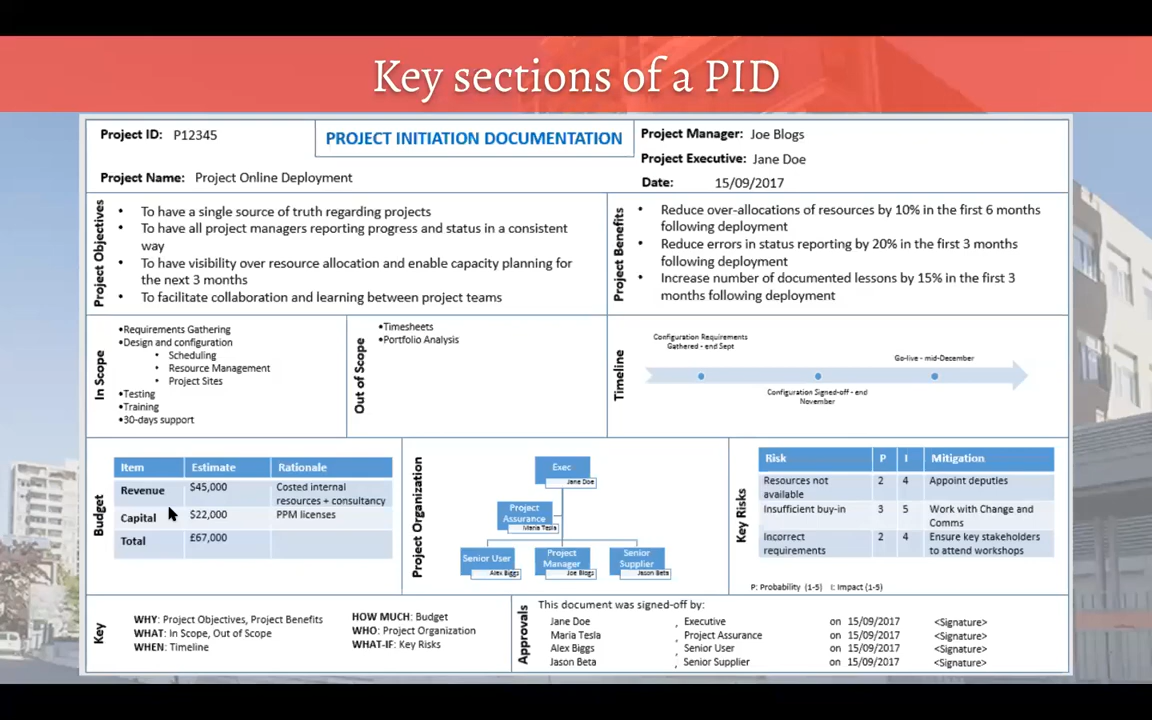 Key sections of a PID
Project ID: P12345
PROJECT INITIATION DOCUMENTATION
Project Manager: Joe Blogs
Project Executive: Jane Doe
Project Name: Project Online Deployment
Date: 15/09/2017
Project Objectives
• To have a single source of truth regarding projects
• To have all project managers reporting progress and status in a consistent
way
• To have visibility over resource allocation and enable capacity planning for
the next 3 months
• To facilitate collaboration and learning between project teams
Project Benefits
• Reduce over-allocations of resources by 10% in the first 6 months
following deployment
• Reduce errors in status reporting by 20% in the first 3 months
following deployment
• Increase number of documented lessons by 15% in the first 3
months following deployment
In Scope
•Requirements Gathering
•Design and configuration
• Scheduling
• Resource Management
• Project Sites
•Testing
•Training
•30-days support
Out of Scope
•Timesheets
•Portfolio Analysis
Timeline
Configuration Requirements
Gathered - end Sept
Go-live - mid-December
Configuration Signed-off - end
November
Budget
Item Estimate Rationale
Revenue $45,000 Costed internal
resources + consultancy
Capital $22,000 PPM licenses
Total £67,000
Project Organization
Exec
Jane Doe
Project
Assurance
Maria Tesla
Senior User
Alex Biggs
Project
Manager
Joe Blogs
Senior
Supplier
Jason Beta
Key Risks
Risk P I Mitigation
Resources not
available
2 4 Appoint deputies
Insufficient buy-in 3 5 Work with Change and
Comms
Incorrect
requirements
2 4 Ensure key stakeholders
to attend workshops
P: Probability (1-5) I: Impact (1-5)
Key
WHY: Project Objectives, Project Benefits
WHAT: In Scope, Out of Scope
WHEN: Timeline
HOW MUCH: Budget
WHO: Project Organization
WHAT-IF: Key Risks
Approvals
This document was signed-off by:
Jane Doe , Executive on 15/09/2017 <Signature>
Maria Tesla , Project Assurance on 15/09/2017 <Signature>
Alex Biggs , Senior User on 15/09/2017 <Signature>
Jason Beta , Senior Supplier on 15/09/2017 <Signature>